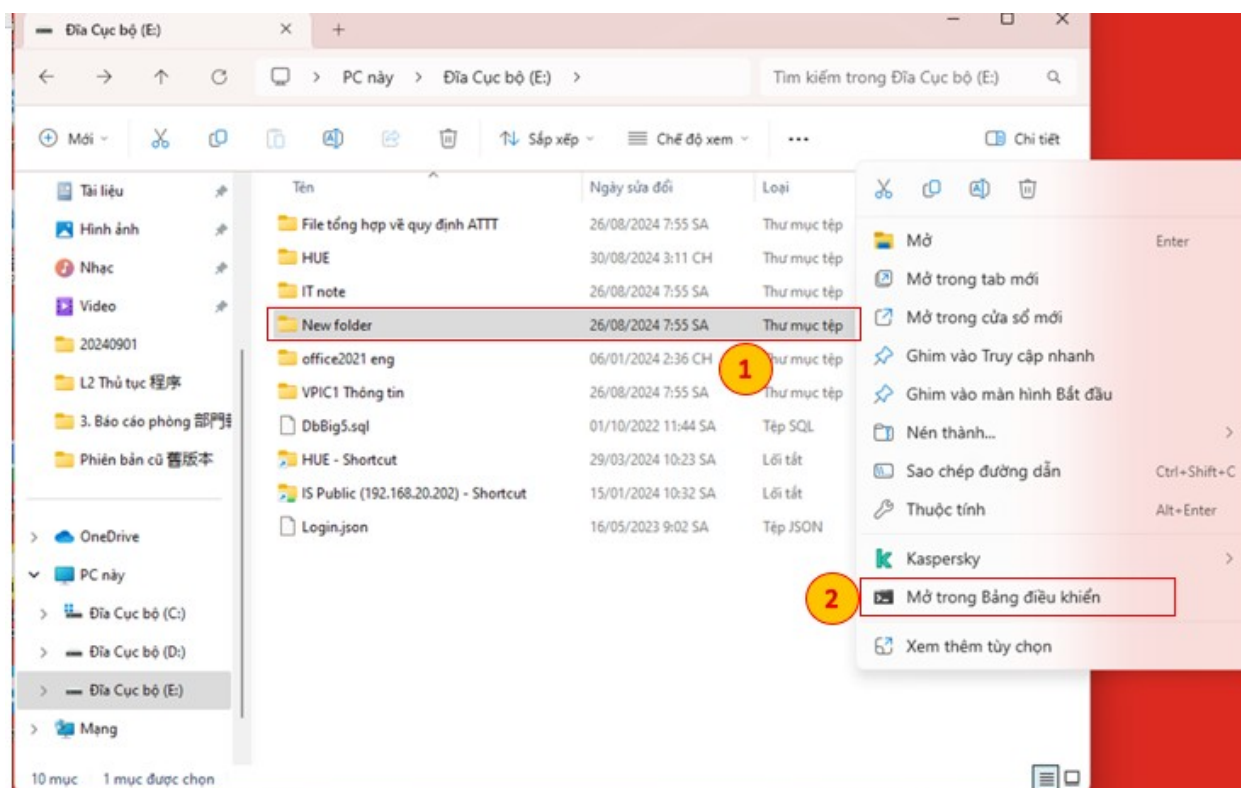 Đĩa Cục bộ (E:)
PC này > Đĩa Cục bộ (E:) >
Tìm kiếm trong Đĩa Cục bộ (E:)
Mới
Sắp xếp
Chế độ xem
Chi tiết
Tài liệu
Hình ảnh
Nhạc
Video
20240901
L2 Thủ tục 程序
3. Báo cáo phòng 部門
Phiên bản cũ 舊版本
OneDrive
PC này
Đĩa Cục bộ (C:)
Đĩa Cục bộ (D:)
Đĩa Cục bộ (E:)
Mạng
Tên Ngày sửa đổi Loại
File tổng hợp về quy định ATTT 26/08/2024 7:55 SA Thư mục tệp
HUE 30/08/2024 3:11 CH Thư mục tệp
IT note 26/08/2024 7:55 SA Thư mục tệp
New folder 26/08/2024 7:55 SA Thư mục tệp
office2021 eng 06/01/2024 2:36 CH Thư mục tệp
VPIC1 Thông tin 26/08/2024 7:55 SA Thư mục tệp
DbBig5.sql 01/10/2022 11:44 SA Tệp SQL
HUE - Shortcut 29/03/2024 10:23 SA Lối tắt
IS Public (192.168.20.202) - Shortcut 15/01/2024 10:32 SA Lối tắt
Login.json 16/05/2023 9:02 SA Tệp JSON
1
Mở Enter
Mở trong tab mới
Mở trong cửa sổ mới
Ghim vào Truy cập nhanh
Ghim vào màn hình Bắt đầu
Nén thành...
Sao chép đường dẫn Ctrl+Shift+C
Thuộc tính Alt+Enter
Kaspersky
2 Mở trong Bảng điều khiển
Xem thêm tùy chọn
10 mục 1 mục được chọn